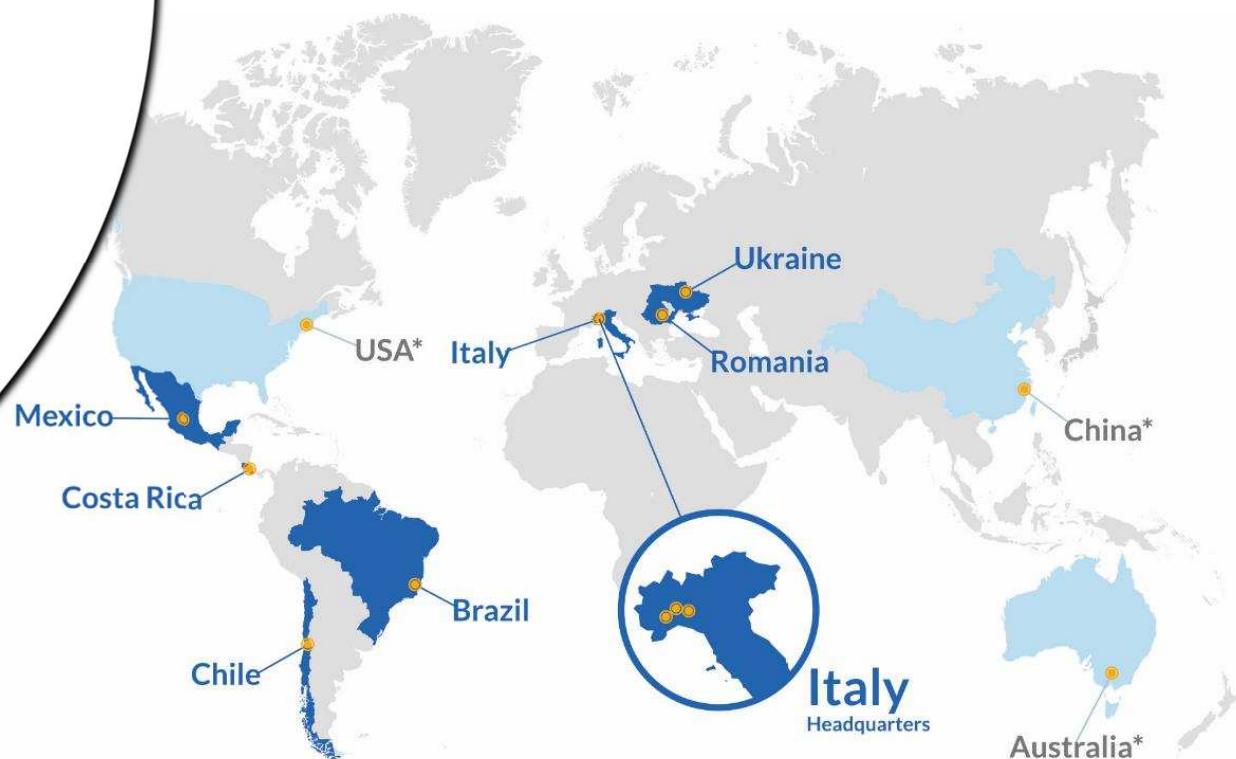 Ukraine
USA*
Italy
Romania
Mexico
China*
Costa Rica
Brazil
Chile
Italy
Headquarters
Australia*